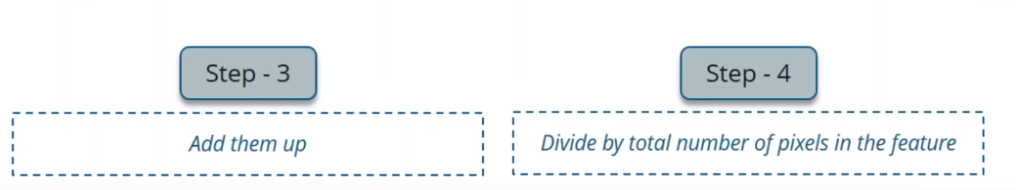 Step - 3
Add them up
Step - 4
Divide by total number of pixels in the feature